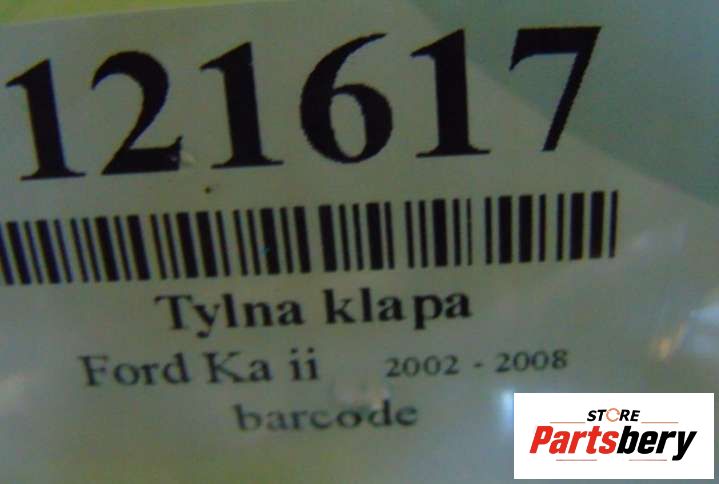 121617
Tylna klapa
Ford Ka ii 2002 - 2008
barcode
STORE
Partsbery